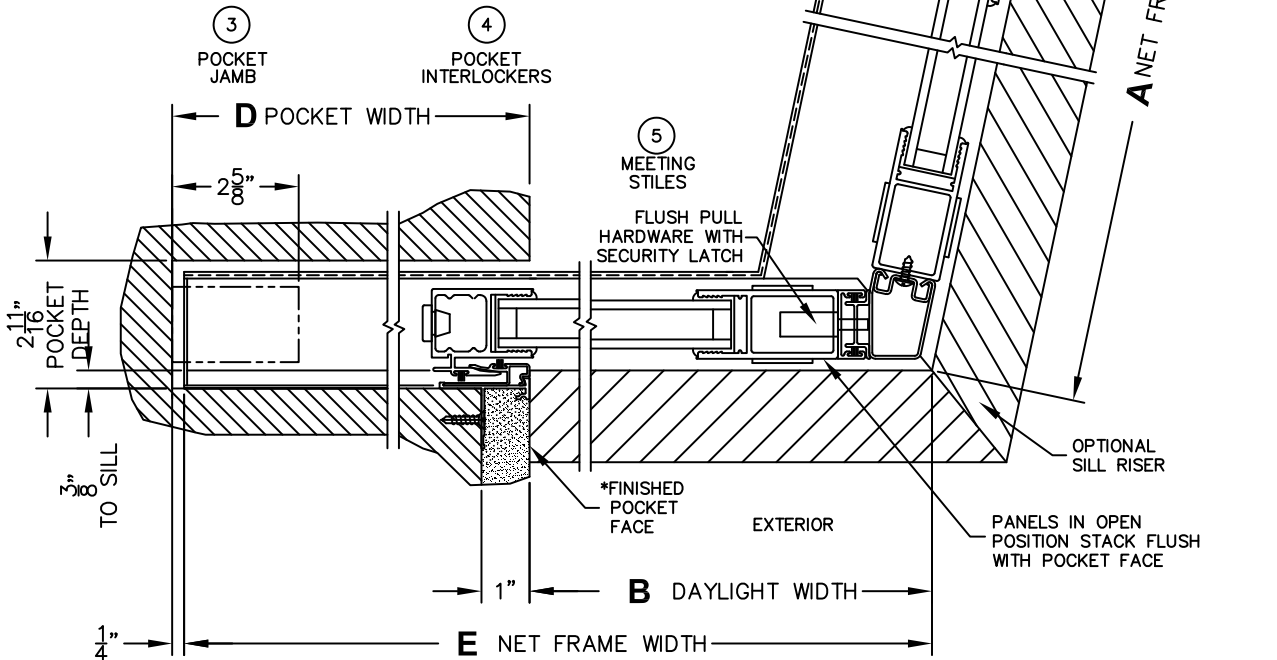 3
POCKET
JAMB
4
POCKET
INTERLOCKERS
D POCKET WIDTH
2 5/8"
5
MEETING
STILES
FLUSH PULL
HARDWARE WITH
SECURITY LATCH
A NET FR
2 11/16"
POCKET
DEPTH
3/8"
TO SILL
*FINISHED
POCKET
FACE
EXTERIOR
OPTIONAL
SILL RISER
PANELS IN OPEN
POSITION STACK FLUSH
WITH POCKET FACE
1"
B DAYLIGHT WIDTH
1/4"
E NET FRAME WIDTH